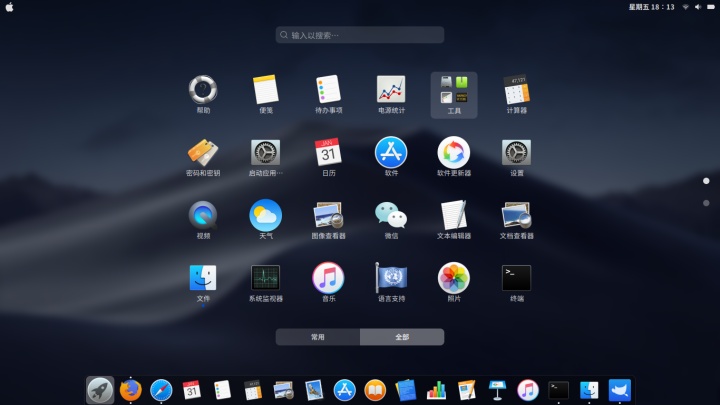 星期五 18：13
输入以搜索…
帮助
便笺
待办事项
电源统计
工具
计算器
密码和密钥
启动应用…
JAN
31
日历
软件
软件更新器
设置
视频
天气
图像查看器
微信
文本编辑器
文档查看器
文件
系统监视器
音乐
语言支持
照片
>_
终端
常用
全部
31